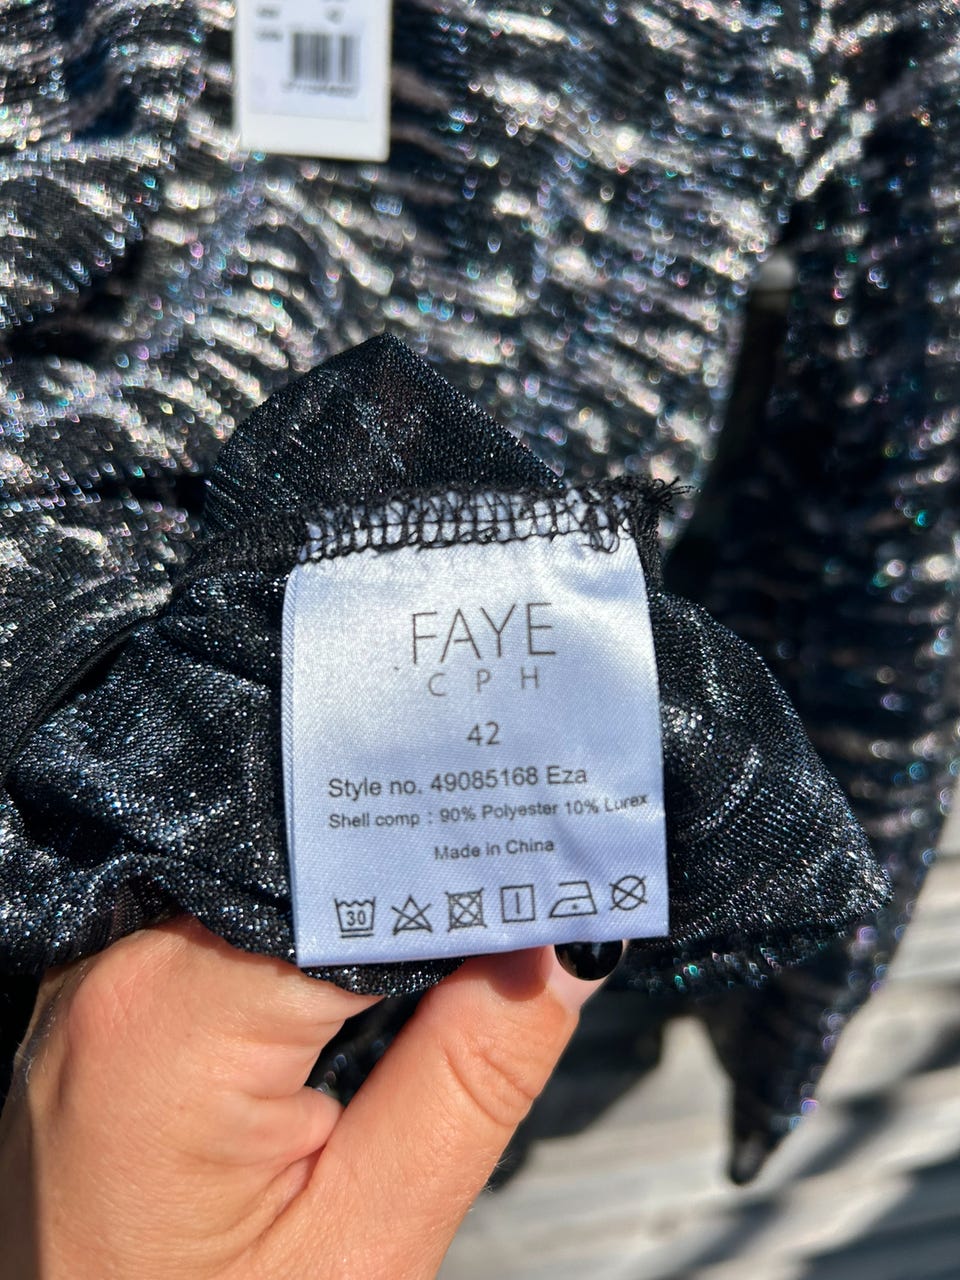 FAYE
CPH
42
Style no. 49085168 Eza
Shell comp : 90% Polyester 10% Lurex
Made in China
30